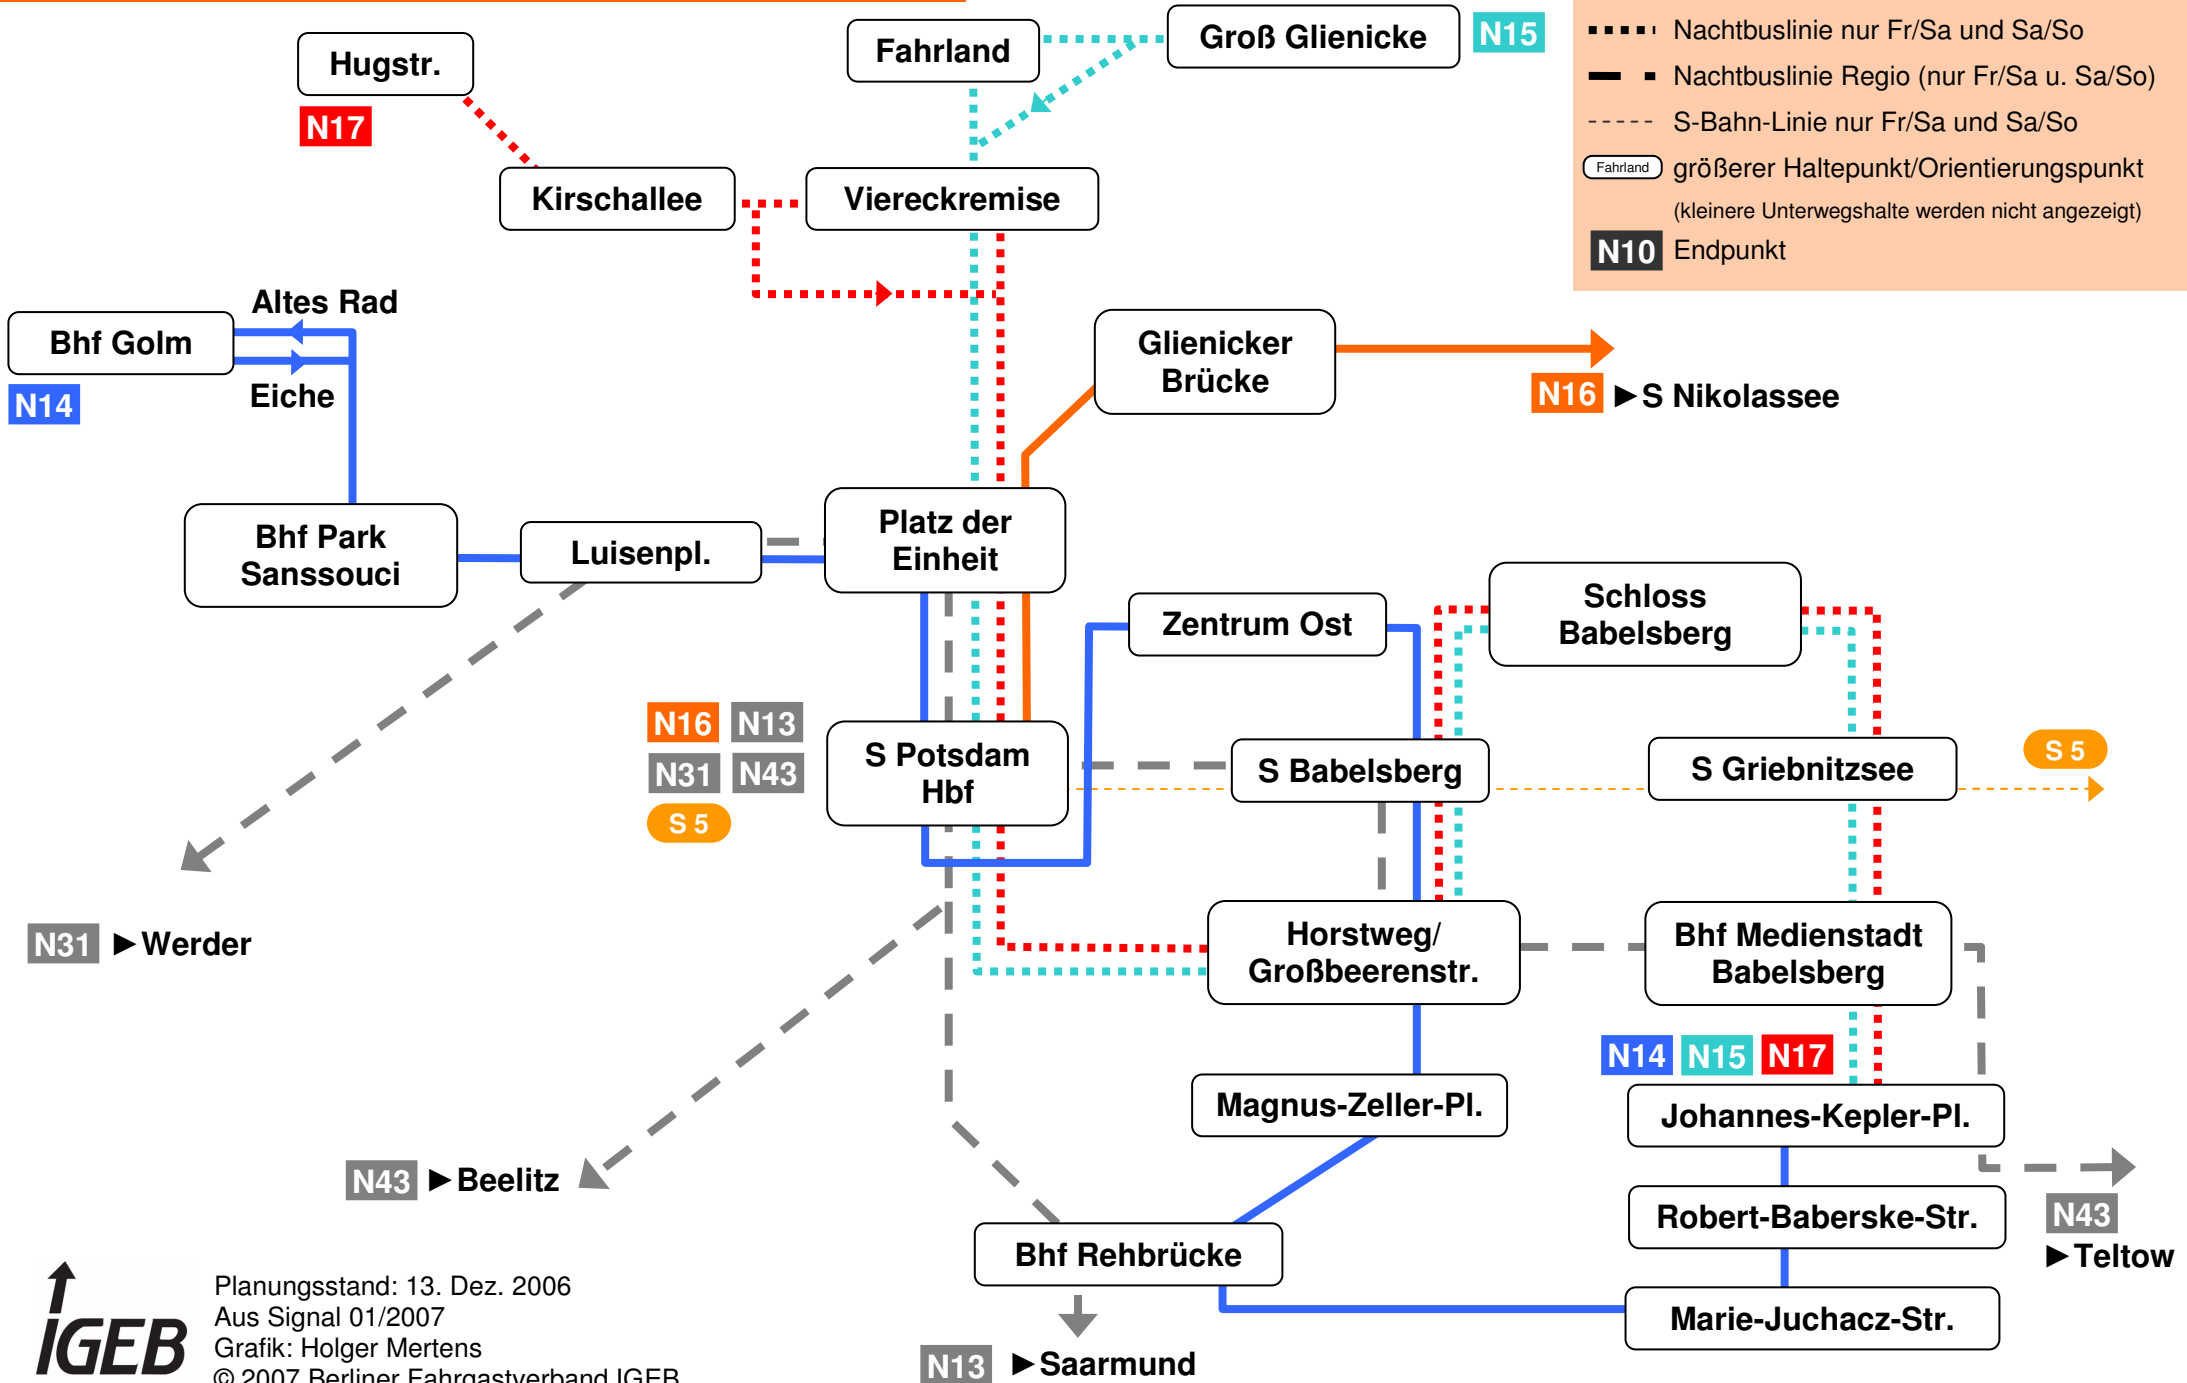 Nachtbuslinie nur Fr/Sa und Sa/So
Nachtbuslinie Regio (nur Fr/Sa u. Sa/So)
S-Bahn-Linie nur Fr/Sa und Sa/So
Fahrland
größerer Haltepunkt/Orientierungspunkt
(kleinere Unterwegshalte werden nicht angezeigt)
N10
Endpunkt
Hugstr.
N17
Fahrland
Groß Glienicke
N15
Kirschallee
Viereckremise
Altes Rad
Bhf Golm
N14
Eiche
Glienicker
Brücke
N16
►S Nikolassee
Bhf Park
Sanssouci
Luisenpl.
Platz der
Einheit
Zentrum Ost
Schloss
Babelsberg
N16
N13
N31
N43
S 5
S Potsdam
Hbf
S Babelsberg
S Griebnitzsee
S 5
N31
►Werder
Horstweg/
Großbeerenstr.
Bhf Medienstadt
Babelsberg
N14
N15
N17
Magnus-Zeller-Pl.
Johannes-Kepler-Pl.
N43
►Beelitz
Robert-Baberske-Str.
N43
►Teltow
Bhf Rehbrücke
Marie-Juchacz-Str.
N13
►Saarmund
IGEB
Planungsstand: 13. Dez. 2006
Aus Signal 01/2007
Grafik: Holger Mertens
© 2007 Berliner Fahrgastverband IGEB